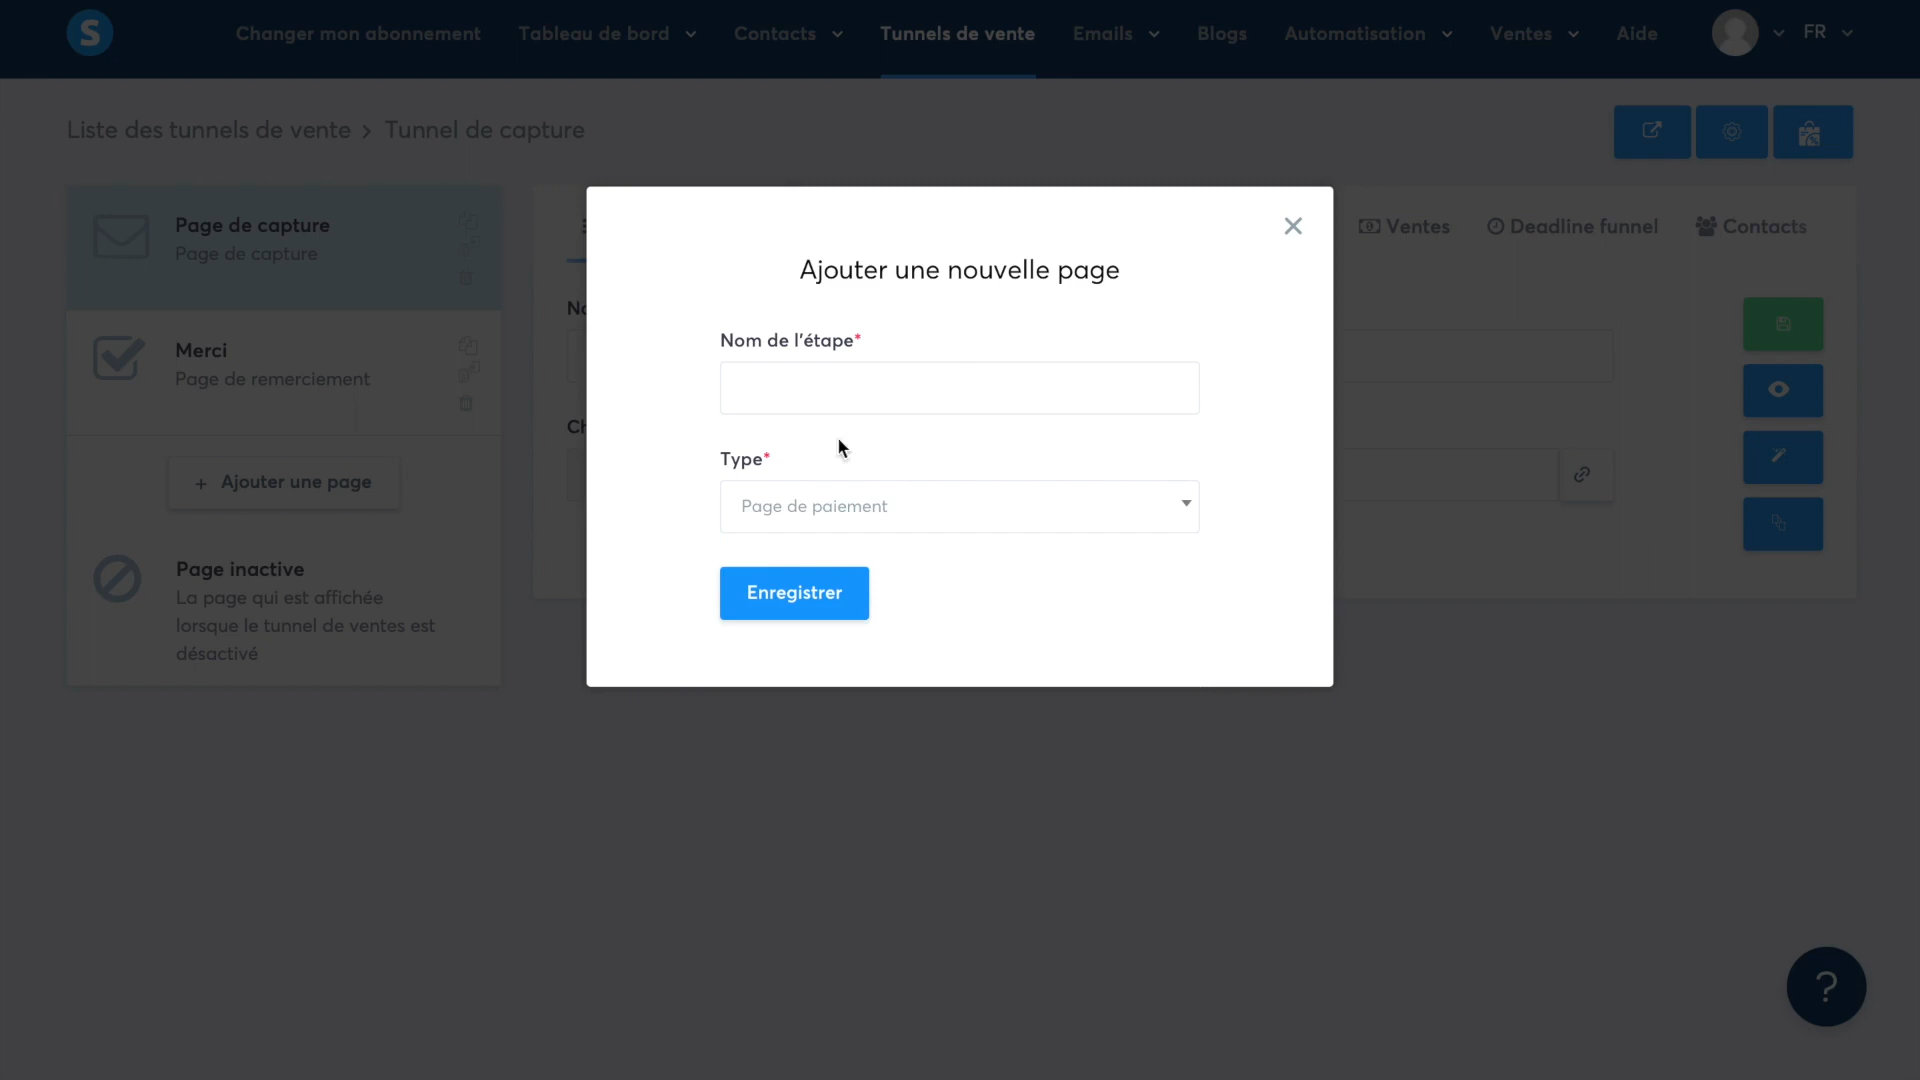 S
Changer mon abonnement
Tableau de bord
Contacts
Tunnels de vente
Emails
Blogs
Automatisation
Ventes
Aide
FR
Liste des tunnels de vente > Tunnel de capture
Page de capture
Page de capture
Merci
Page de remerciement
+ Ajouter une page
Page inactive
La page qui est affichée
lorsque le tunnel de ventes est
désactivé
Ventes
Deadline funnel
Contacts
Ajouter une nouvelle page
Nom de l'étape*
Type*
Page de paiement
Enregistrer
?